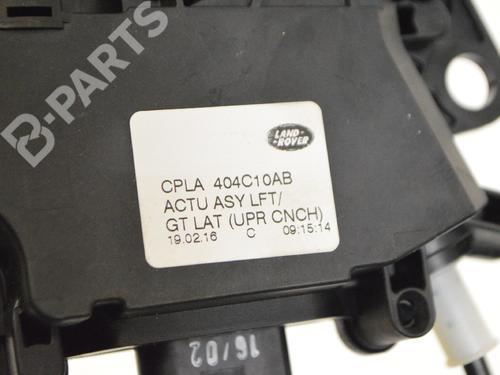 B-PARTS
LAND-
-ROVER
CPLA 404C10AB
ACTU ASY LFT/
GT LAT (UPR CNCH)
19.02.16 C 09:15:14
16/02